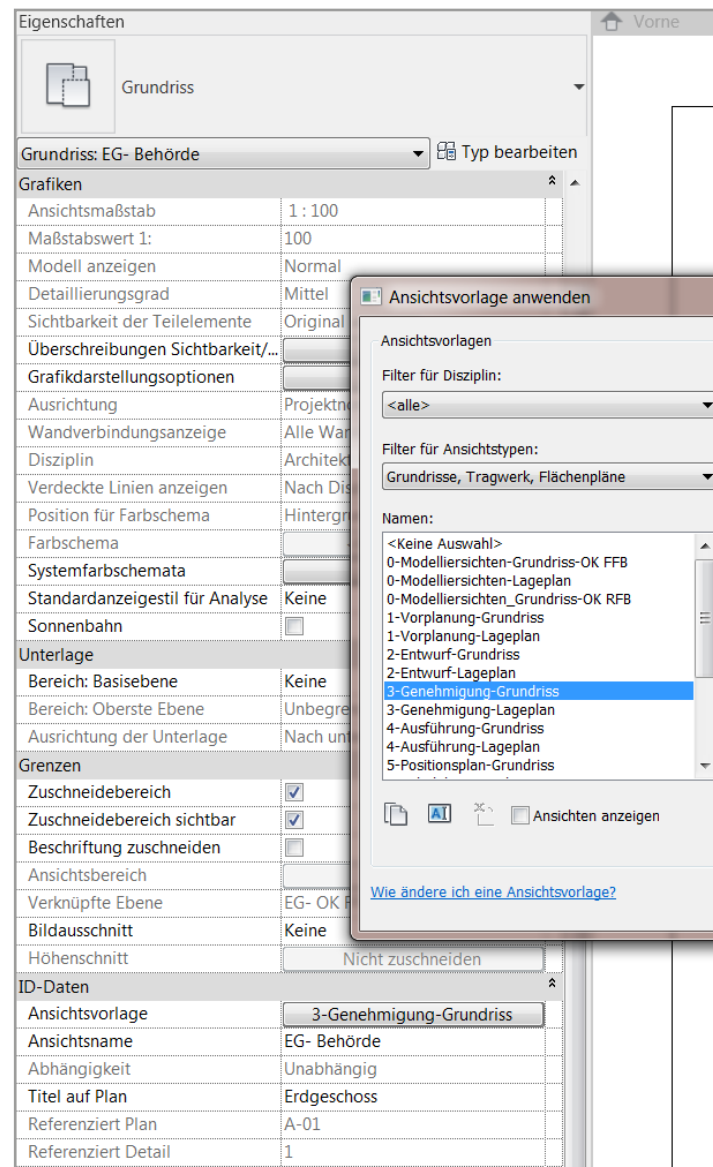 Eigenschaften
Vorne
Grundriss
Grundriss: EG- Behörde
Typ bearbeiten
Grafiken
Ansichtsmaßstab 1 : 100
Maßstabswert 1: 100
Modell anzeigen Normal
Detaillierungsgrad Mittel
Sichtbarkeit der Teilelemente Original
Überschreibungen Sichtbarkeit/...
Grafikdarstellungsoptionen
Ausrichtung
Wandverbindungsanzeige Alle
Disziplin
Verdeckte Linien anzeigen Nach
Position für Farbschema
Farbschema
Systemfarbschemata
Standardanzeigestil für Analyse Keine
Sonnenbahn
Unterlage
Bereich: Basisebene Keine
Bereich: Oberste Ebene
Ausrichtung der Unterlage Nach
Grenzen
Zuschneidebereich
Zuschneidebereich sichtbar
Beschriftung zuschneiden
Ansichtsbereich
Verknüpfte Ebene EG- OK
Bildausschnitt Keine
Höhenschnitt Nicht zuschneiden
ID-Daten
Ansichtsvorlage 3-Genehmigung-Grundriss
Ansichtsname EG- Behörde
Abhängigkeit Unabhängig
Titel auf Plan Erdgeschoss
Referenziert Plan A-01
Referenziert Detail 1
Ansichtsvorlage anwenden
Ansichtsvorlagen
Filter für Disziplin:
<alle>
Filter für Ansichtstypen:
Grundrisse, Tragwerk, Flächenpläne
Namen:
<Keine Auswahl>
0-Modelliersichten-Grundriss-OK FFB
0-Modelliersichten-Lageplan
0-Modelliersichten_Grundriss-OK RFB
1-Vorplanung-Grundriss
1-Vorplanung-Lageplan
2-Entwurf-Grundriss
2-Entwurf-Lageplan
3-Genehmigung-Grundriss
3-Genehmigung-Lageplan
4-Ausführung-Grundriss
4-Ausführung-Lageplan
5-Positionsplan-Grundriss
Ansichten anzeigen
Wie ändere ich eine Ansichtsvorlage?